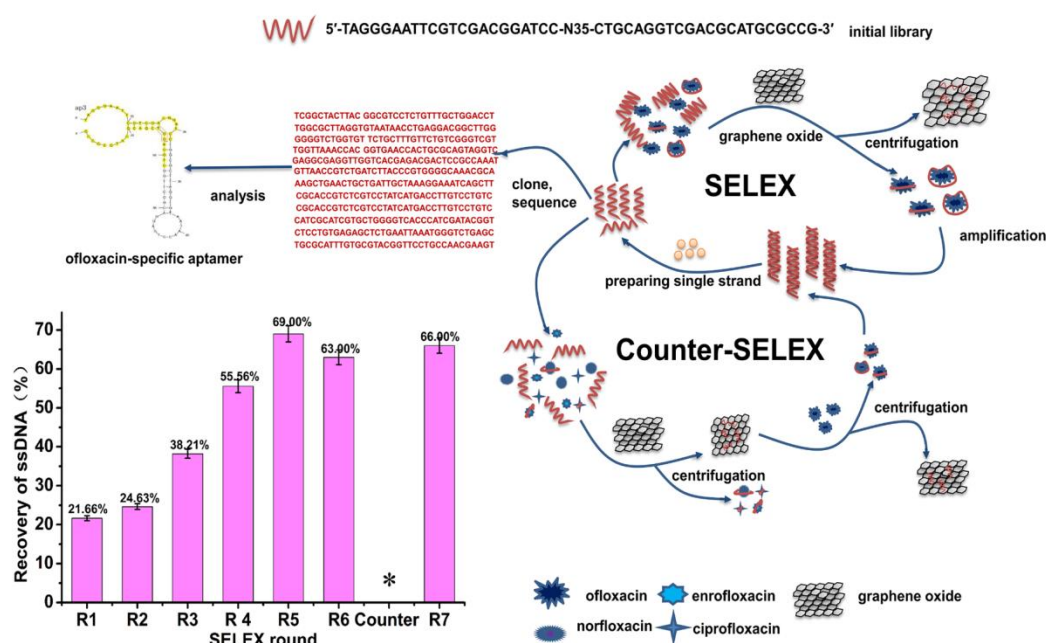 5′-TAGGGAATTCGTCGACGGATCC-N35-CTGCAGGTCGACGCATGCGCCG-3′ initial library
ap3
TCGGCTACTTAC GGCGTCCTCTGTTTGCTGGACCT
TGGCGCTTAGGTGTAATAACCTGAGGACGGCTTGG
GGGGTCTGGTGT TCTGCTTTGTTCTGTCGGGTCGT
TGGTTAAACCAC GGTGAACCACTGCGCAGTAGGTC
GAGGCGAGGTTGGTCACGAGACGACTCCGCCAAAT
GTTAACCGTCTGATCTTACCCGTGGGGCAAACGCA
AAGCTGAACTGCTGATTGCTAAAGGAAATCAGCTT
CGCACCGTCTCGTCCTATCATGACCTTGTCCTGTC
CGCACCGTCTCGTCCTATCATGACCTTGTCCTGTC
CATCGCATCGTGCTGGGGTCACCCATCGATACGGT
CTCCTGTGAGAGCTCTGAATTAAATGGGTCTGAGC
TGCGCATTTGTGCGTACGGTTCCTGCCAACGAAGT
analysis
ofloxacin-specific aptamer
clone,
sequence
graphene oxide
centrifugation
SELEX
amplification
preparing single strand
Counter-SELEX
centrifugation
centrifugation
Recovery of ssDNA (%)
70
60
50
40
30
20
10
0
21.66%
24.63%
38.21%
55.56%
69.00%
63.00%
*
66.00%
R1 R2 R3 R 4 R5 R6 Counter R7
SELEX round
ofloxacin
enrofloxacin
graphene oxide
norfloxacin
ciprofloxacin